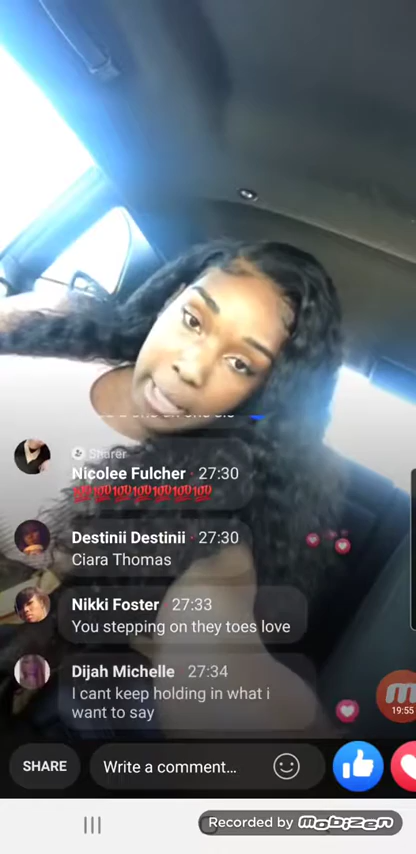 Sharer
Nicolee Fulcher · 27:30
💯💯💯💯💯💯💯💯
Destinii Destinii · 27:30
Ciara Thomas
Nikki Foster 27:33
You stepping on they toes love
Dijah Michelle 27:34
I cant keep holding in what i
want to say
19:55
SHARE
Write a comment...
Recorded by mobizen